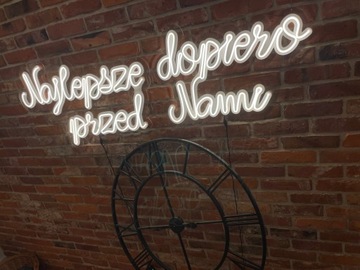 Najlepsze dopiero
przed Nami